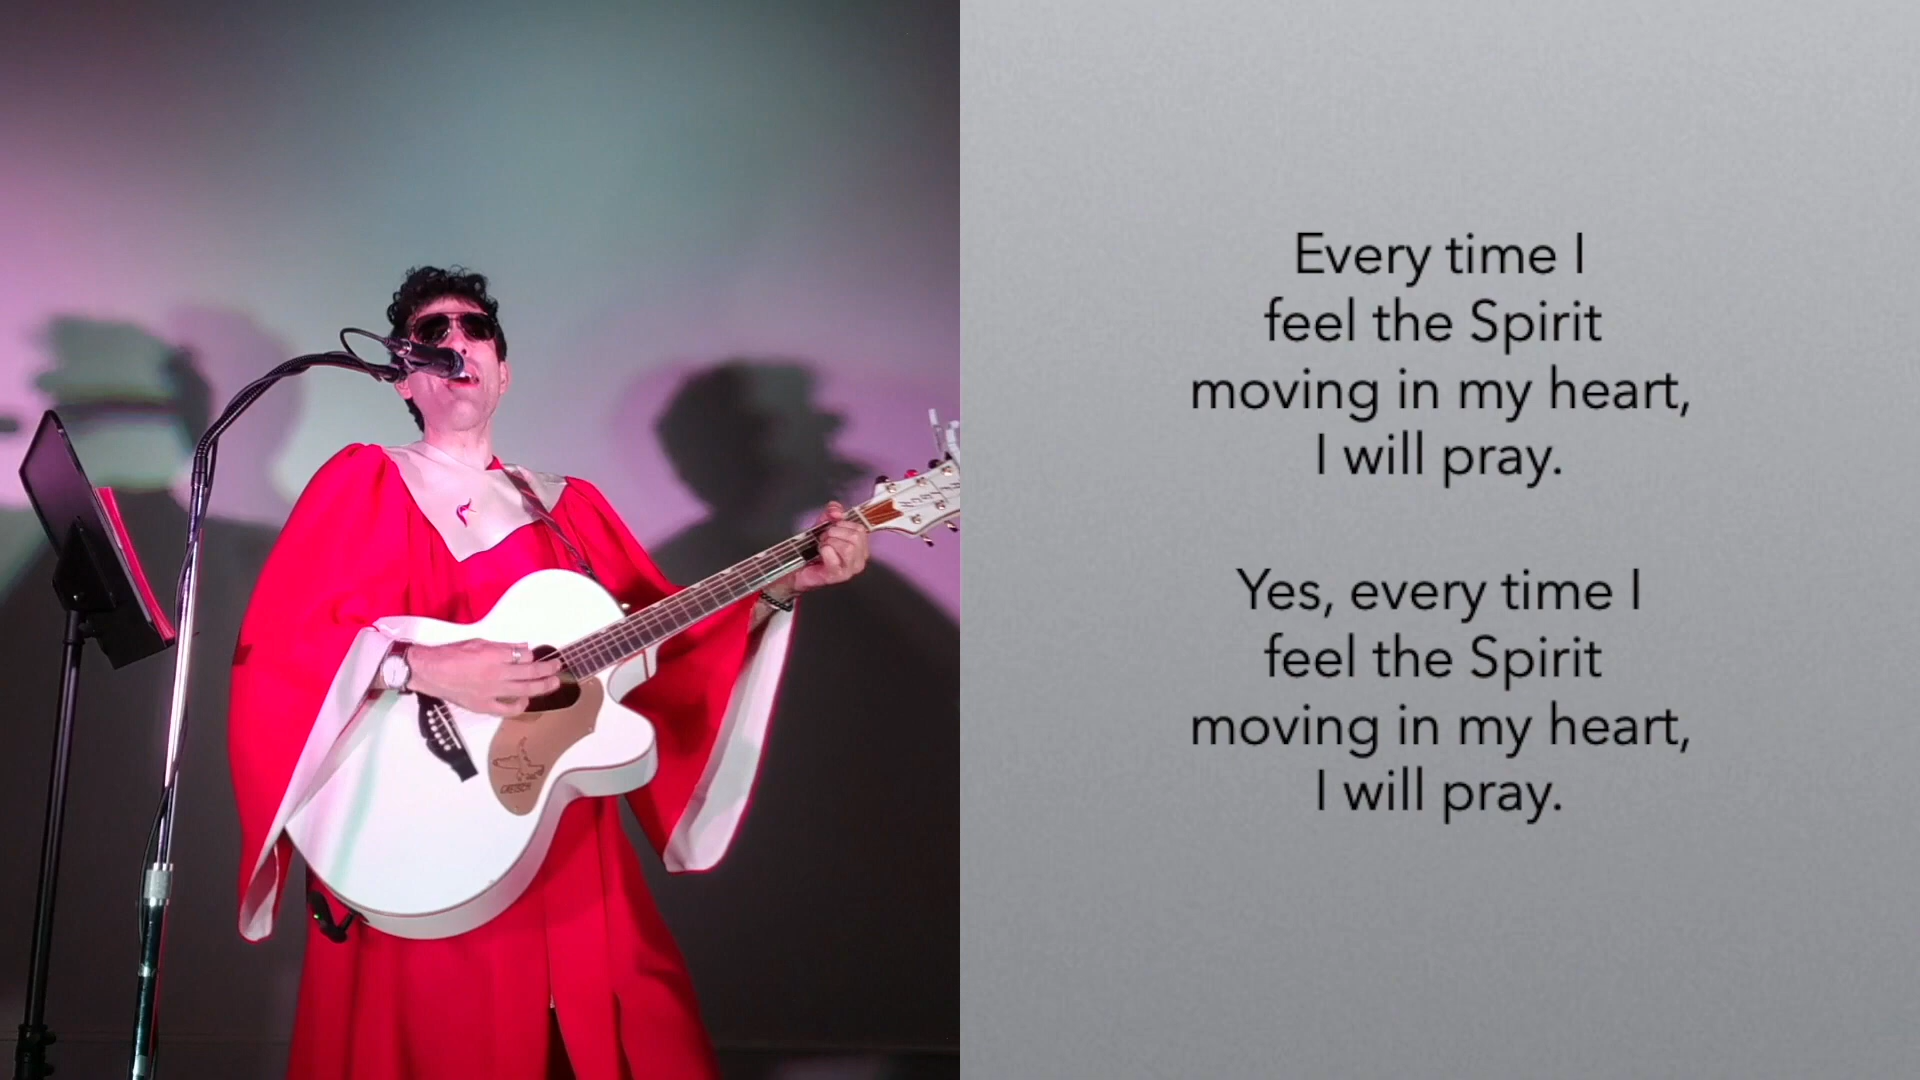 GRETSCH
Every time I
feel the Spirit
moving in my heart,
I will pray.
Yes, every time I
feel the Spirit
moving in my heart,
I will pray.